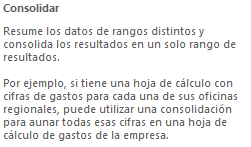 Consolidar
Resume los datos de rangos distintos y
consolida los resultados en un solo rango de
resultados.
Por ejemplo, si tiene una hoja de cálculo con
cifras de gastos para cada una de sus oficinas
regionales, puede utilizar una consolidación
para aunar todas esas cifras en una hoja de
cálculo de gastos de la empresa.